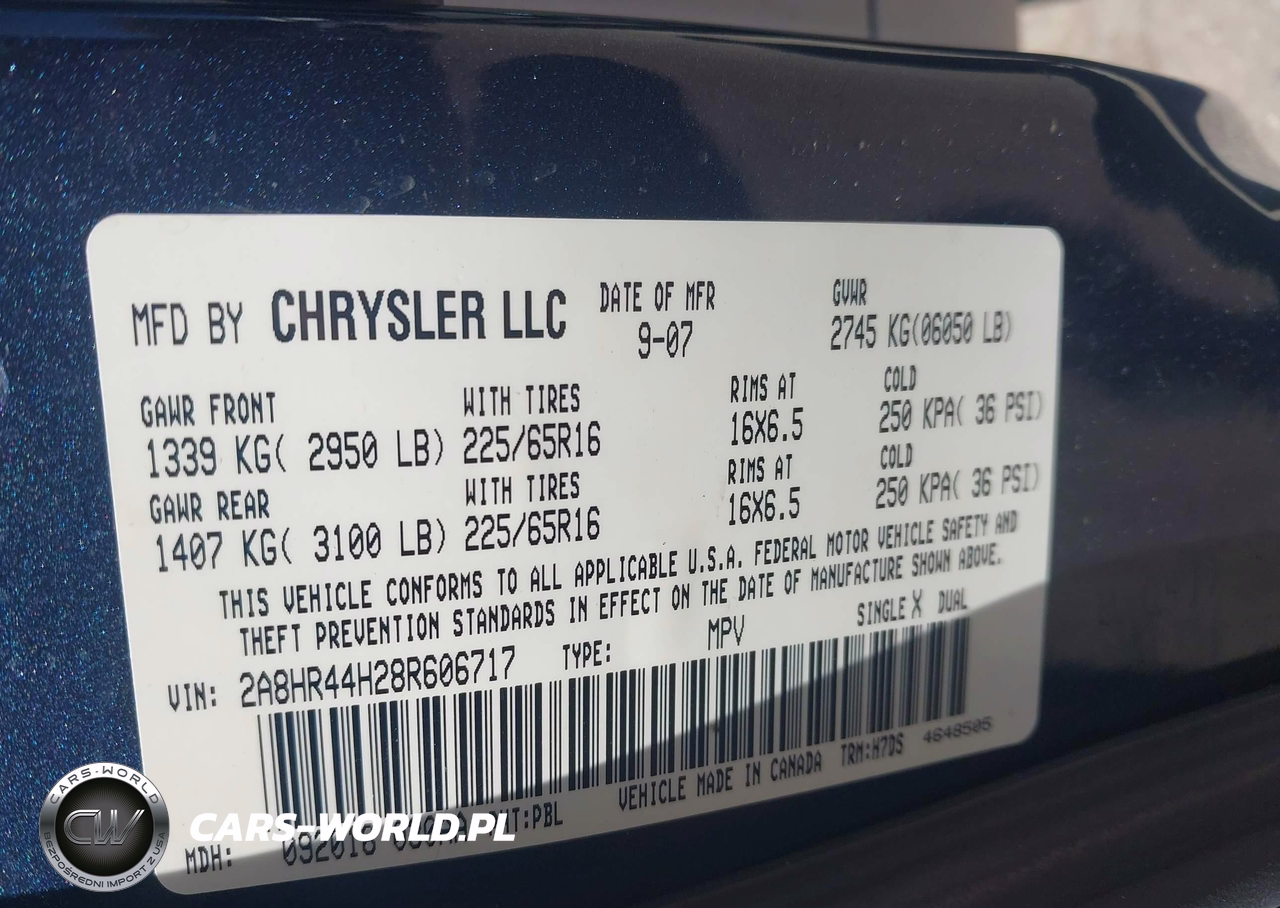 MFD BY CHRYSLER LLC DATE OF MFR GVWR
9-07 2745 KG(06050 LB)
GAWR FRONT WITH TIRES RIMS AT COLD
1339 KG( 2950 LB) 225/65R16 16X6.5 250 KPA( 36 PSI)
GAWR REAR WITH TIRES RIMS AT COLD
1407 KG( 3100 LB) 225/65R16 16X6.5 250 KPA( 36 PSI)
THIS VEHICLE CONFORMS TO ALL APPLICABLE U.S.A. FEDERAL MOTOR VEHICLE SAFETY AND
THEFT PREVENTION STANDARDS IN EFFECT ON THE DATE OF MANUFACTURE SHOWN ABOVE.
VIN: 2A8HR44H28R606717 TYPE: MPV SINGLE X DUAL
VEHICLE MADE IN CANADA TRM:H7DS 4648505
MDH: PBL
CARS-WORLD
CW
BEZPOŚREDNI IMPORT Z USA
CARS-WORLD.PL